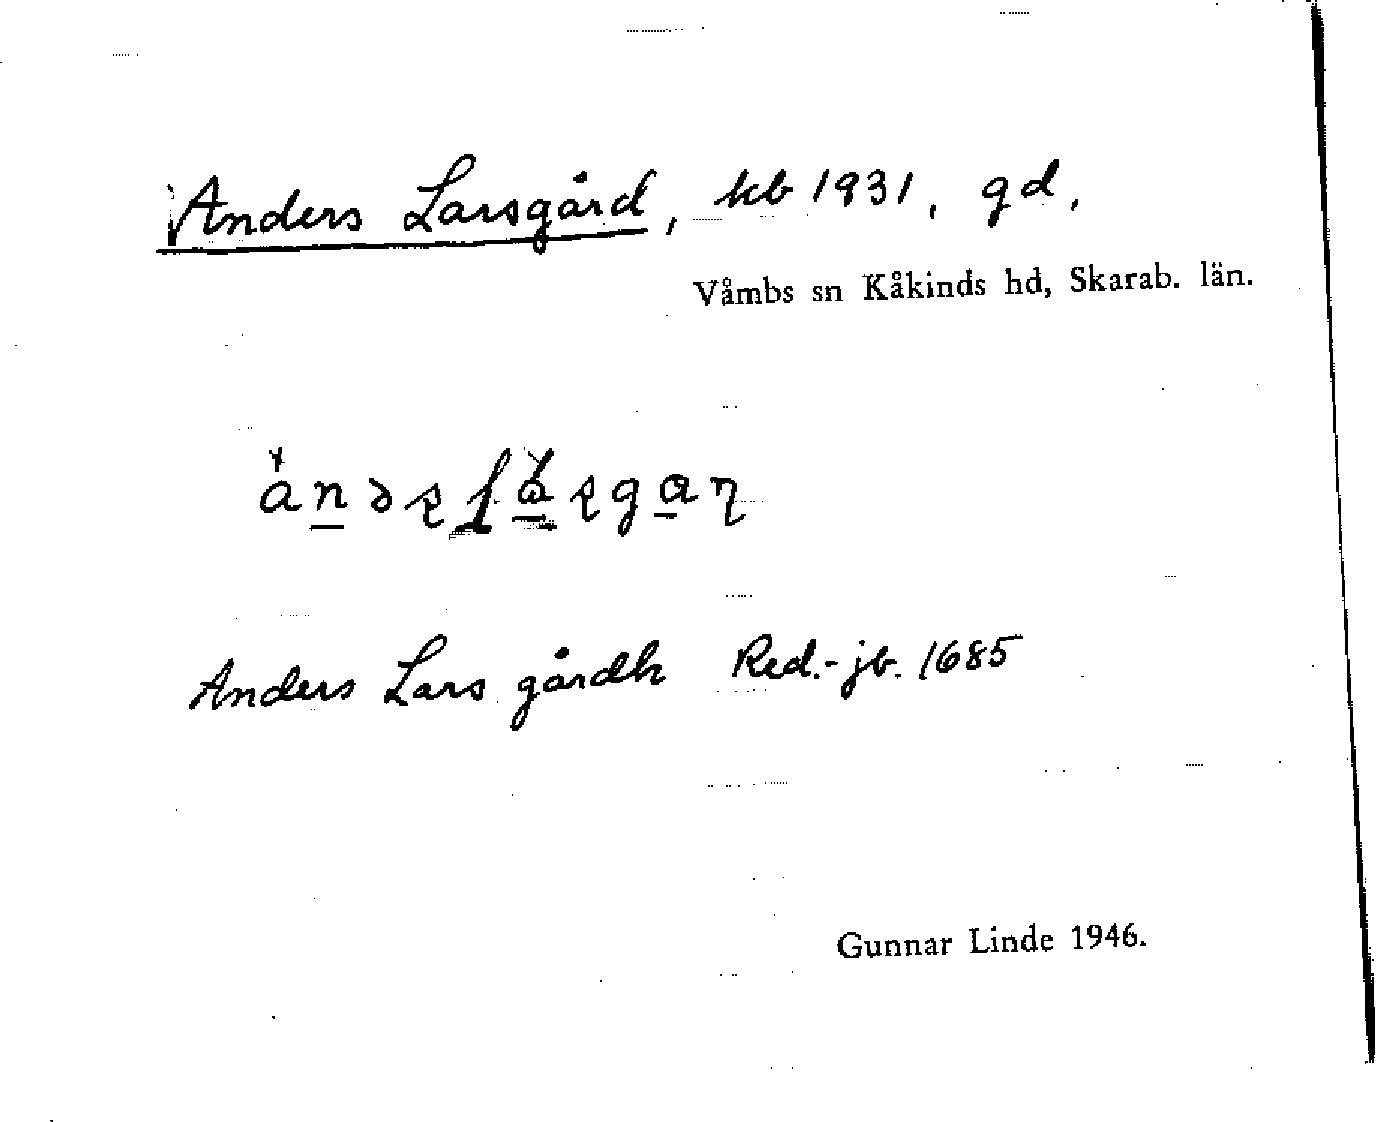 Anders Larsgård, kb 1931, gd,
Våmbs sn Kåkinds hd, Skarab. län.
Anders Lars gårdh Red.-jb. 1685
Gunnar Linde 1946.